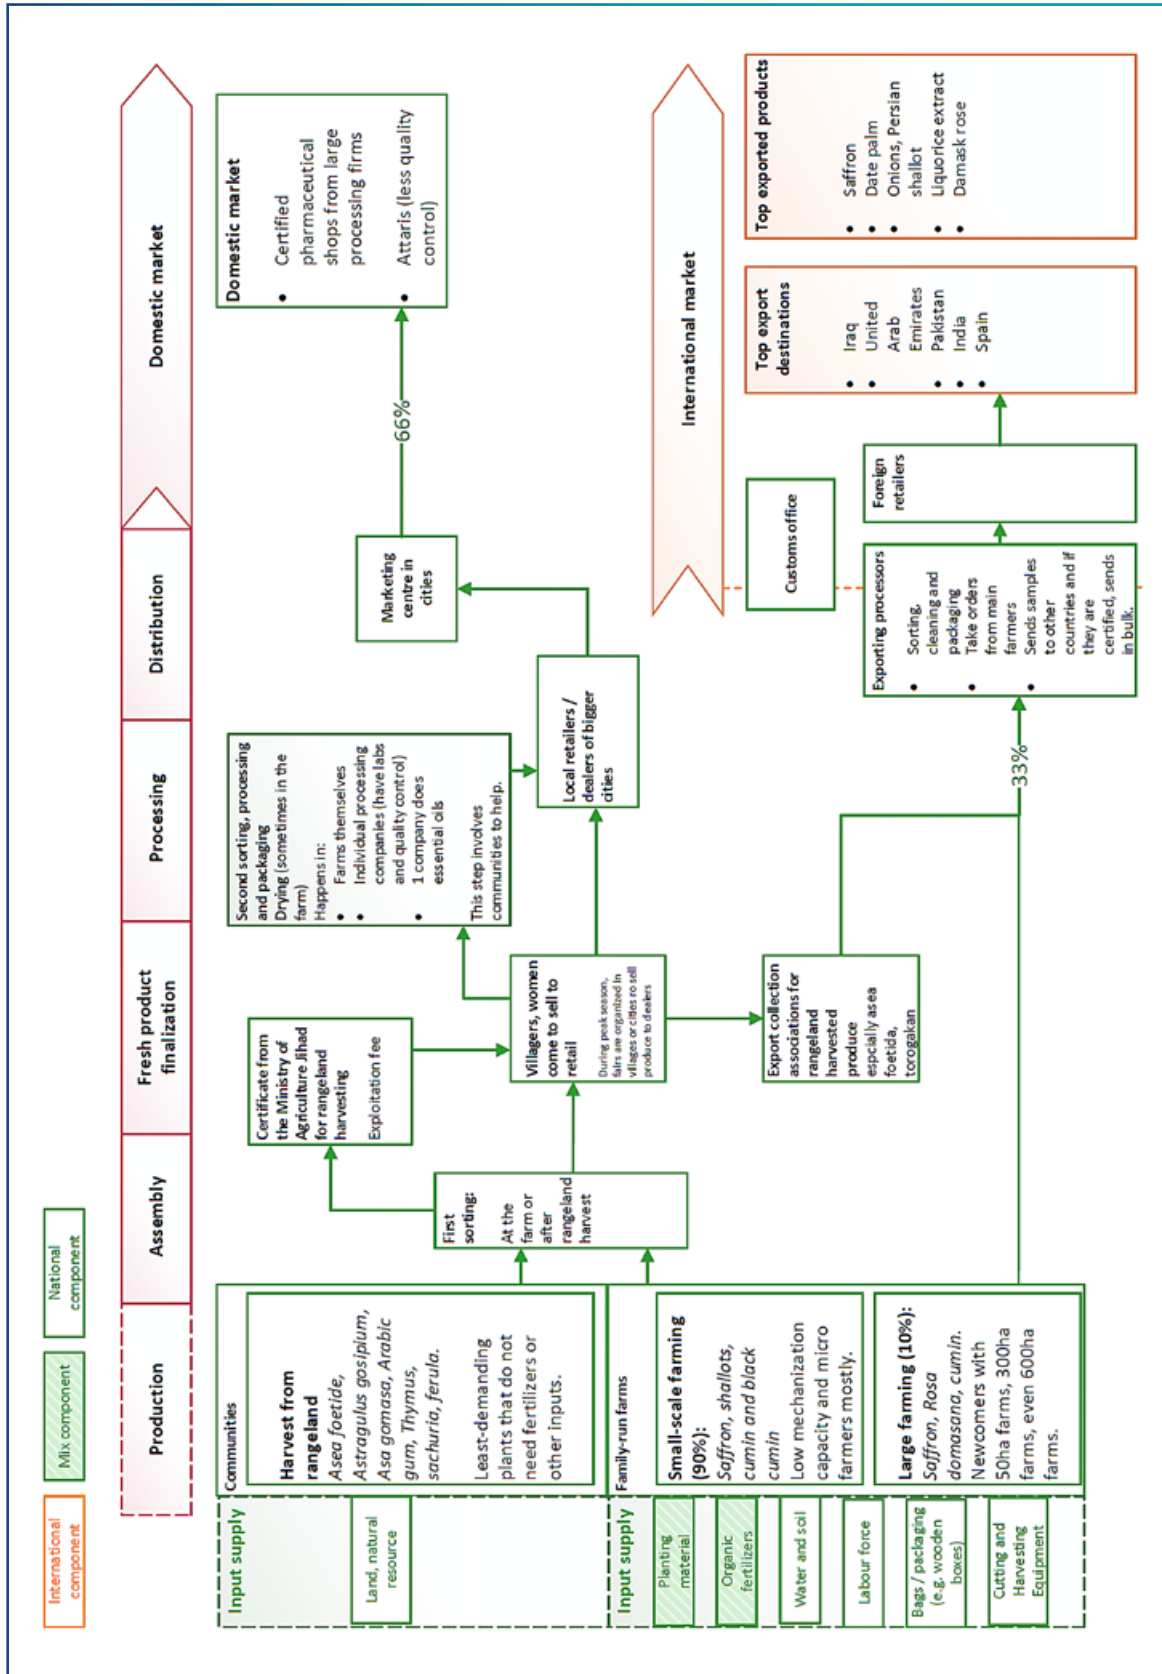 International
component
Mix component
National
component
Production
Assembly
Fresh product
finalization
Processing
Distribution
Domestic market
Input supply
Land, natural
resource
Communities
Harvest from
rangeland
Asea foetide,
Astragulus gosipium,
Asa gomasa, Arabic
gum, Thymus,
sachuria, ferula.
Least-demanding
plants that do not
need fertilizers or
other inputs.
Input supply
Planting
material
Organic
fertilizers
Water and soil
Labour force
Bags / packaging
(e.g. wooden
boxes)
Cutting and
Harvesting
Equipment
Family-run farms
Small-scale farming
(90%):
Saffron, shallots,
cumin and black
cumin
Low mechanization
capacity and micro
farmers mostly.
Large farming (10%):
Saffron, Rosa
domasana, cumin.
Newcomers with
50ha farms, 300ha
farms, even 600ha
farms.
First
sorting:
At the
farm or
after
rangeland
harvest
Certificate from
the Ministry of
Agriculture Jihad
for rangeland
harvesting
Exploitation fee
Villagers, women
come to sell to
retail
During peak season,
fairs are organized in
villages or cities ro sell
produce to dealers
Export collection
associations for
rangeland
harvested
produce
espcially asea
foetida,
torogakan
Second sorting, processing
and packaging
Drying (sometimes in the
farm)
Happens in:
• Farms themselves
• Individual processing
companies (have labs
and quality control)
• 1 company does
essential oils
This step involves
communities to help.
Local retailers /
dealers of bigger
cities
Marketing
centre in
cities
66%
Domestic market
• Certified
pharmaceutical
shops from large
processing firms
• Attaris (less quality
control)
33%
International market
Customs office
Exporting processors
• Sorting,
cleaning and
packaging
• Take orders
from main
farmers
• Sends samples
to other
countries and if
they are
certified, sends
in bulk.
Foreign
retailers
Top export
destinations
• Iraq
• United
Arab
Emirates
• Pakistan
• India
• Spain
Top exported products
• Saffron
• Date palm
• Onions, Persian
shallot
• Liquorice extract
• Damask rose